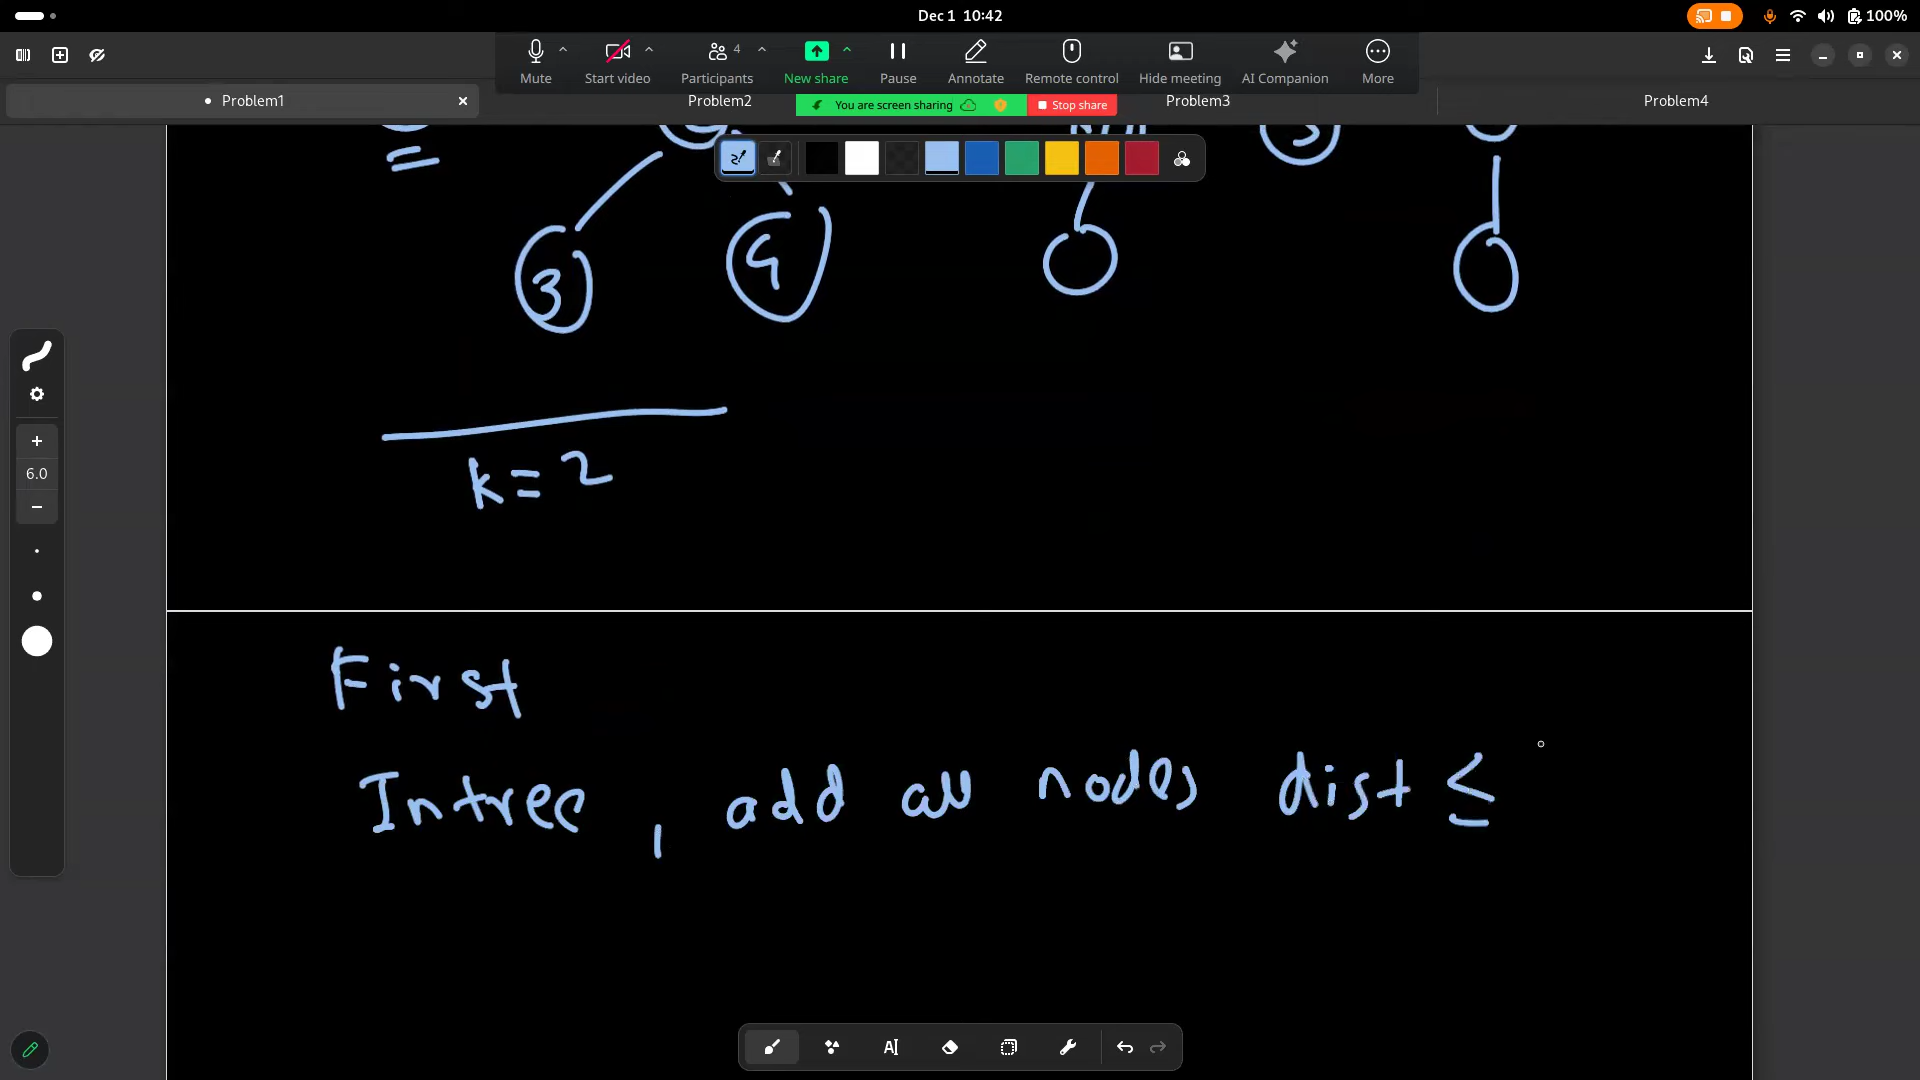 Dec 1 10:42
100%
Mute
Start video
4
Participants
New share
Pause
Annotate
Remote control
Hide meeting
AI Companion
More
Problem1
Problem2
You are screen sharing
Stop share
Problem3
Problem4
3
3
4
6.0
k = 2
First
Intree , add all nodes dist ≤